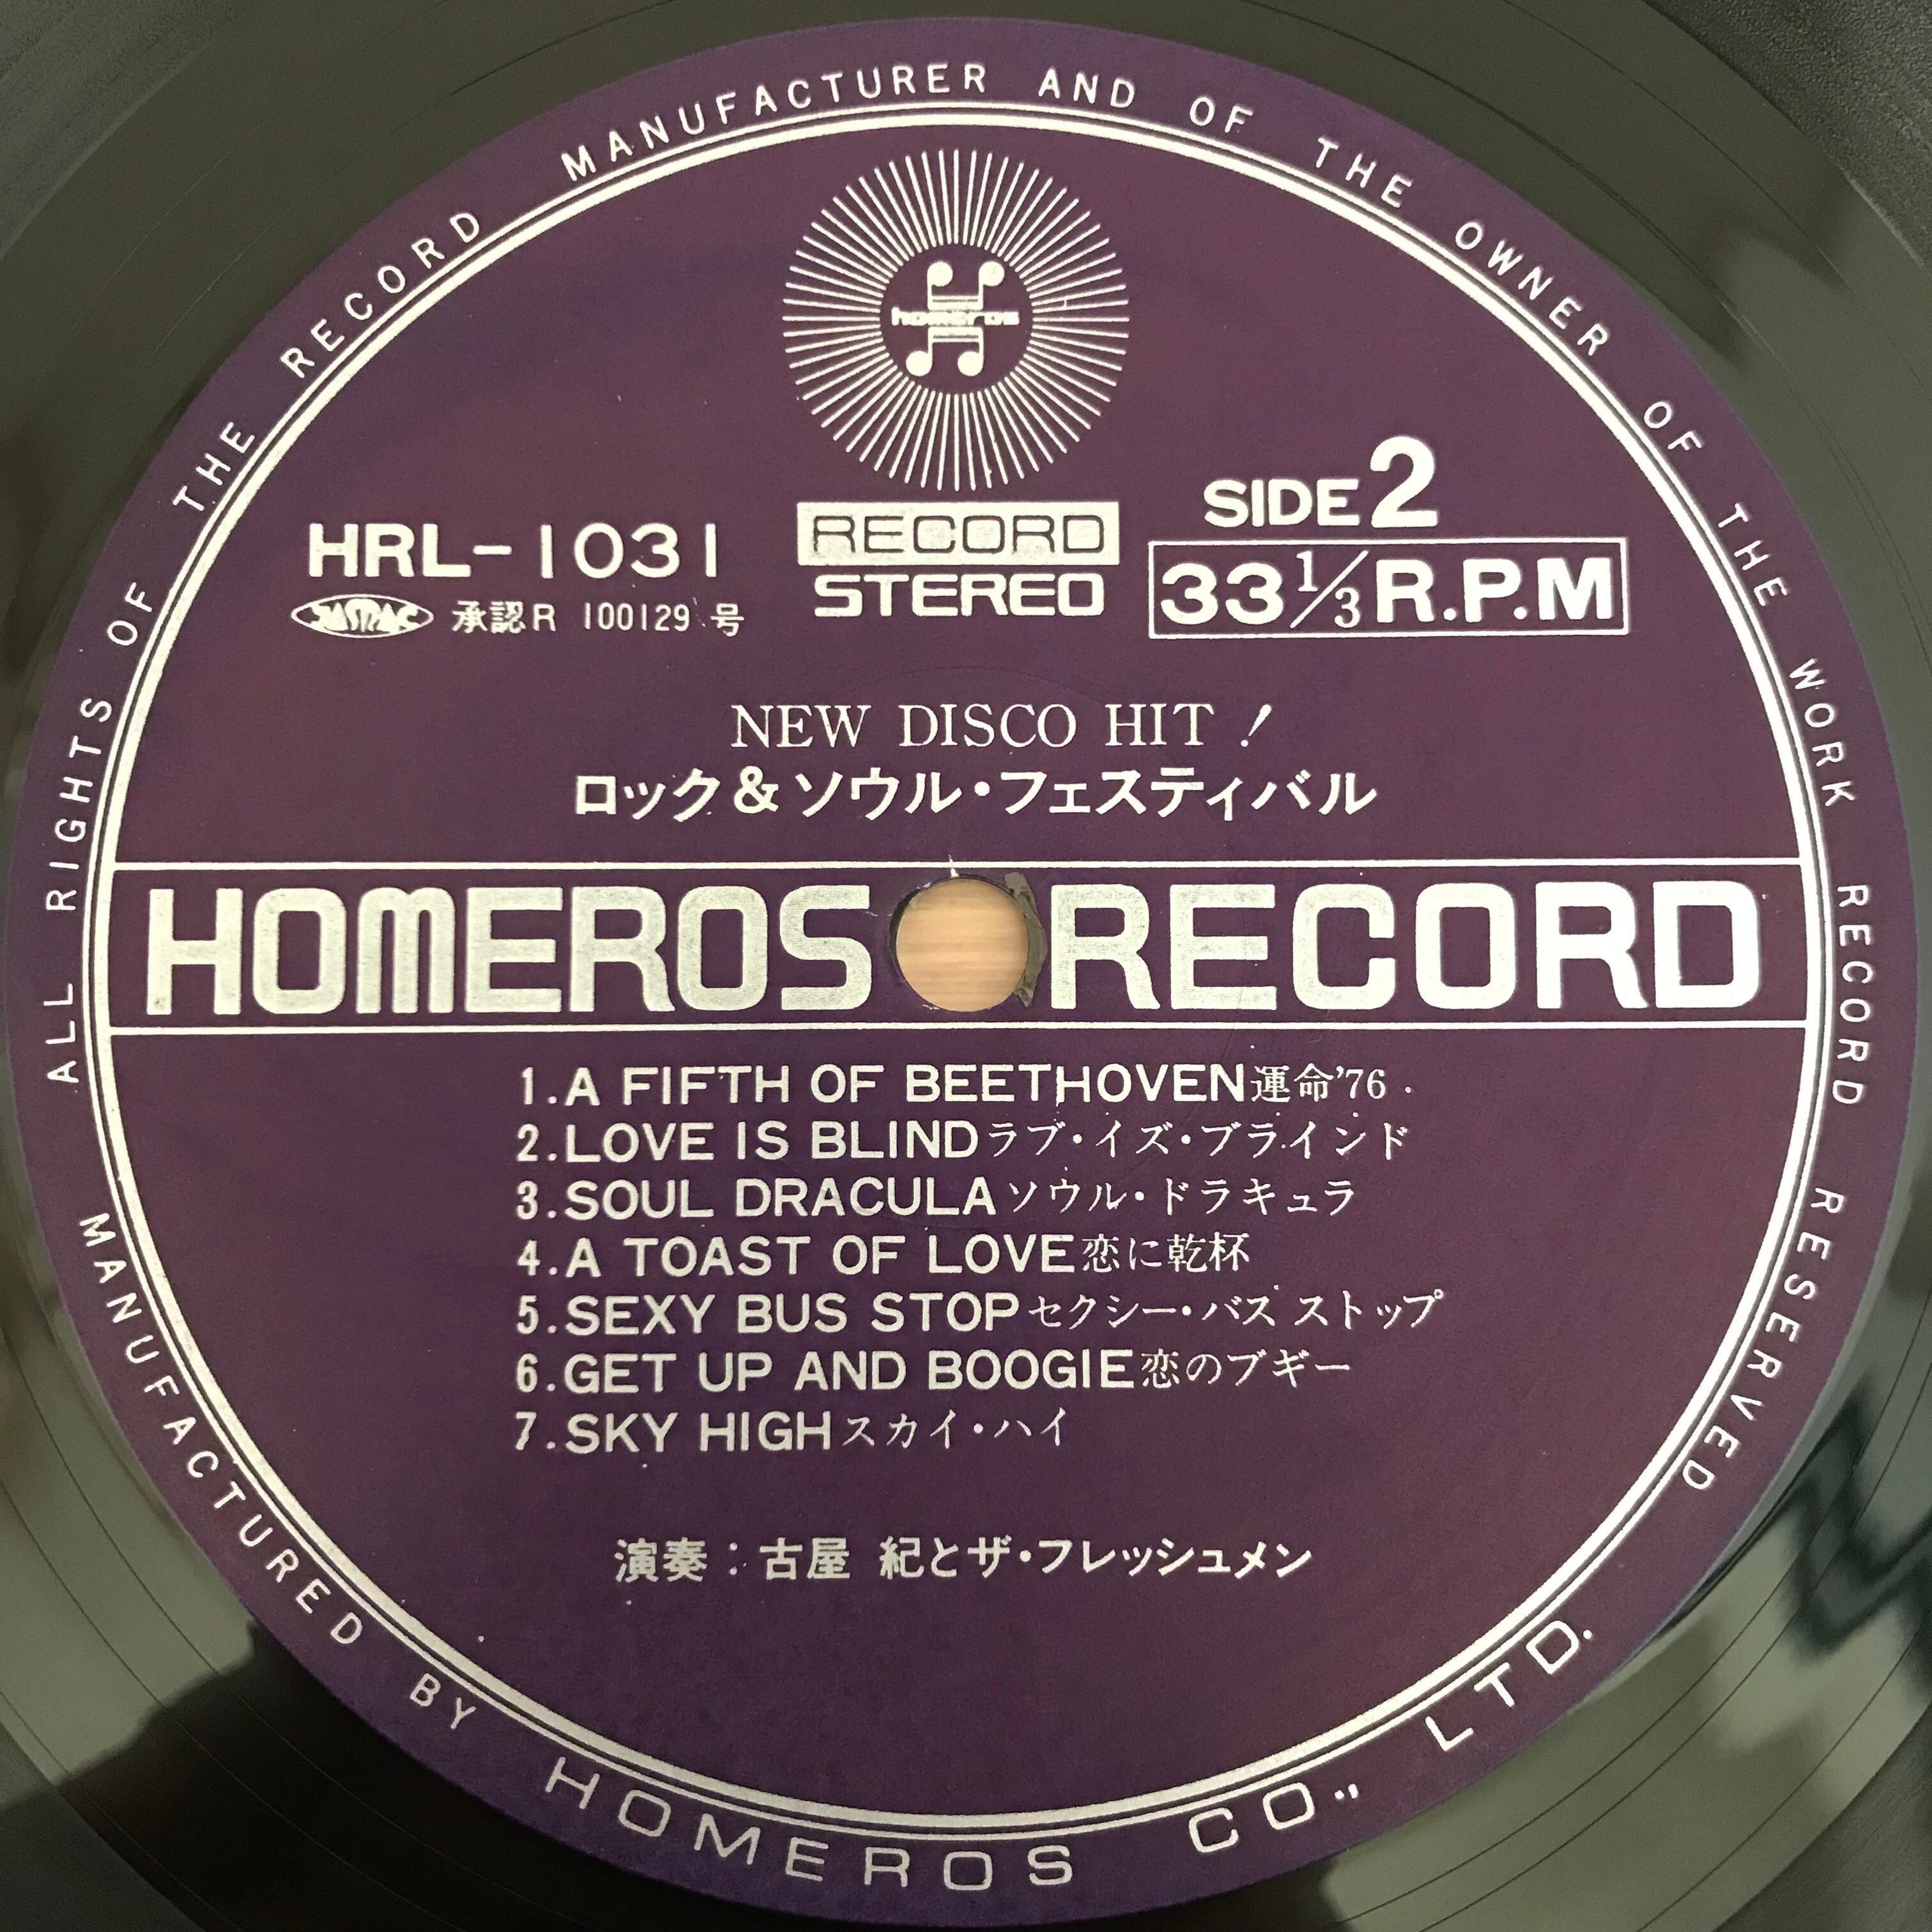 ALL RIGHTS OF THE RECORD MANUFACTURER AND OF THE OWNER OF THE WORK RECORD RESERVED
homeros
RECORD
STEREO
HRL-1031
JASRAC 承認R 100129 号
SIDE 2
33 1/3 R.P.M
NEW DISCO HIT !
ロック&ソウル・フェスティバル
HOMEROS RECORD
1.A FIFTH OF BEETHOVEN運命'76
2.LOVE IS BLINDラブ・イズ・ブラインド
3.SOUL DRACULAソウル・ドラキュラ
4.A TOAST OF LOVE恋に乾杯
5.SEXY BUS STOPセクシー・バス ストップ
6.GET UP AND BOOGIE恋のブギー
7.SKY HIGHスカイ・ハイ
演奏:古屋 紀とザ・フレッシュメン
MANUFACTURED BY HOMEROS CO., LTD.